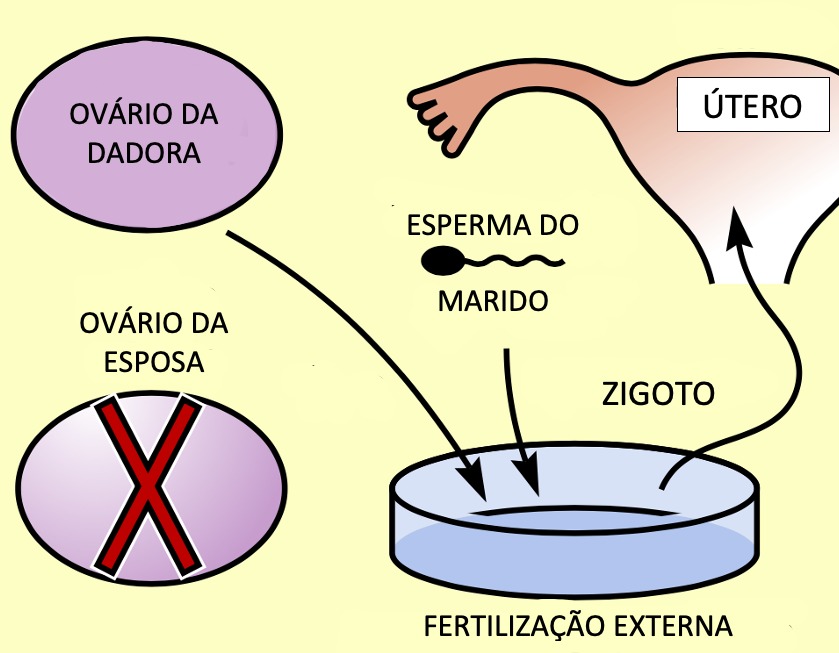 OVÁRIO DA
DADORA
ÚTERO
ESPERMA DO
MARIDO
OVÁRIO DA
ESPOSA
ZIGOTO
FERTILIZAÇÃO EXTERNA